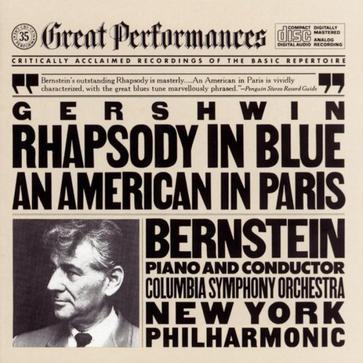 35
Great Performances
COMPACT
disc
DIGITAL AUDIO
DIGITALLY
MASTERED
ANALOG
RECORDING
CRITICALLY ACCLAIMED RECORDINGS OF THE BASIC REPERTOIRE
"Bernstein's outstanding Rhapsody is masterly....An American in Paris is vividly
characterized, with the great blues tune marvellously phrased."—Penguin Stereo Record Guide
GERSHWIN
RHAPSODY IN BLUE
AN AMERICAN IN PARIS
BERNSTEIN
PIANO AND CONDUCTOR
COLUMBIA SYMPHONY ORCHESTRA
NEW YORK
PHILHARMONIC